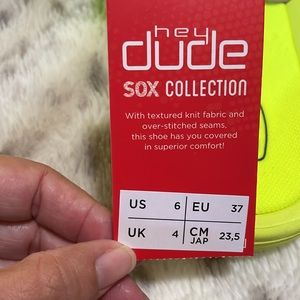 hey
dude
SOX COLLECTION
With textured knit fabric and
over-stitched seams,
this shoe has you covered
in superior comfort!
US 6 EU 37
UK 4 CM JAP 23,5